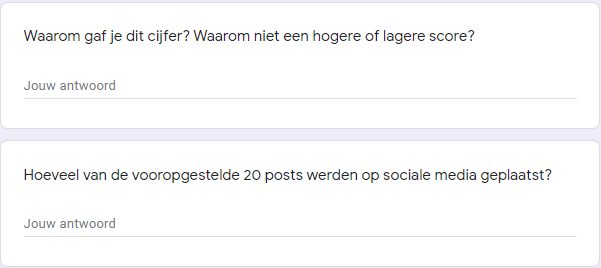 Waarom gaf je dit cijfer? Waarom niet een hogere of lagere score?
Jouw antwoord
Hoeveel van de vooropgestelde 20 posts werden op sociale media geplaatst?
Jouw antwoord